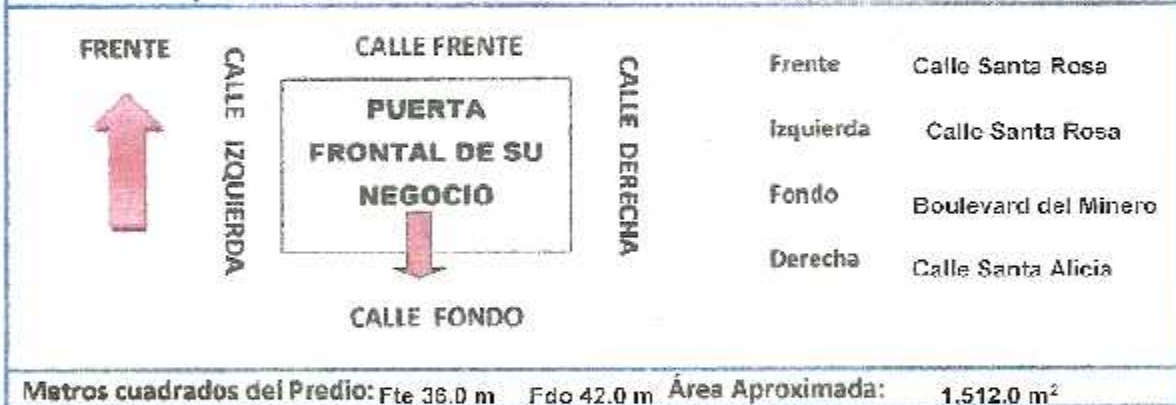 FRENTE
CALLE IZQUIERDA
CALLE FRENTE
PUERTA
FRONTAL DE SU
NEGOCIO
CALLE FONDO
CALLE DERECHA
Frente Calle Santa Rosa
Izquierda Calle Santa Rosa
Fondo Boulevard del Minero
Derecha Calle Santa Alicia
Metros cuadrados del Predio: Fte 36.0 m Fdo 42.0 m Área Aproximada: 1,512.0 m²